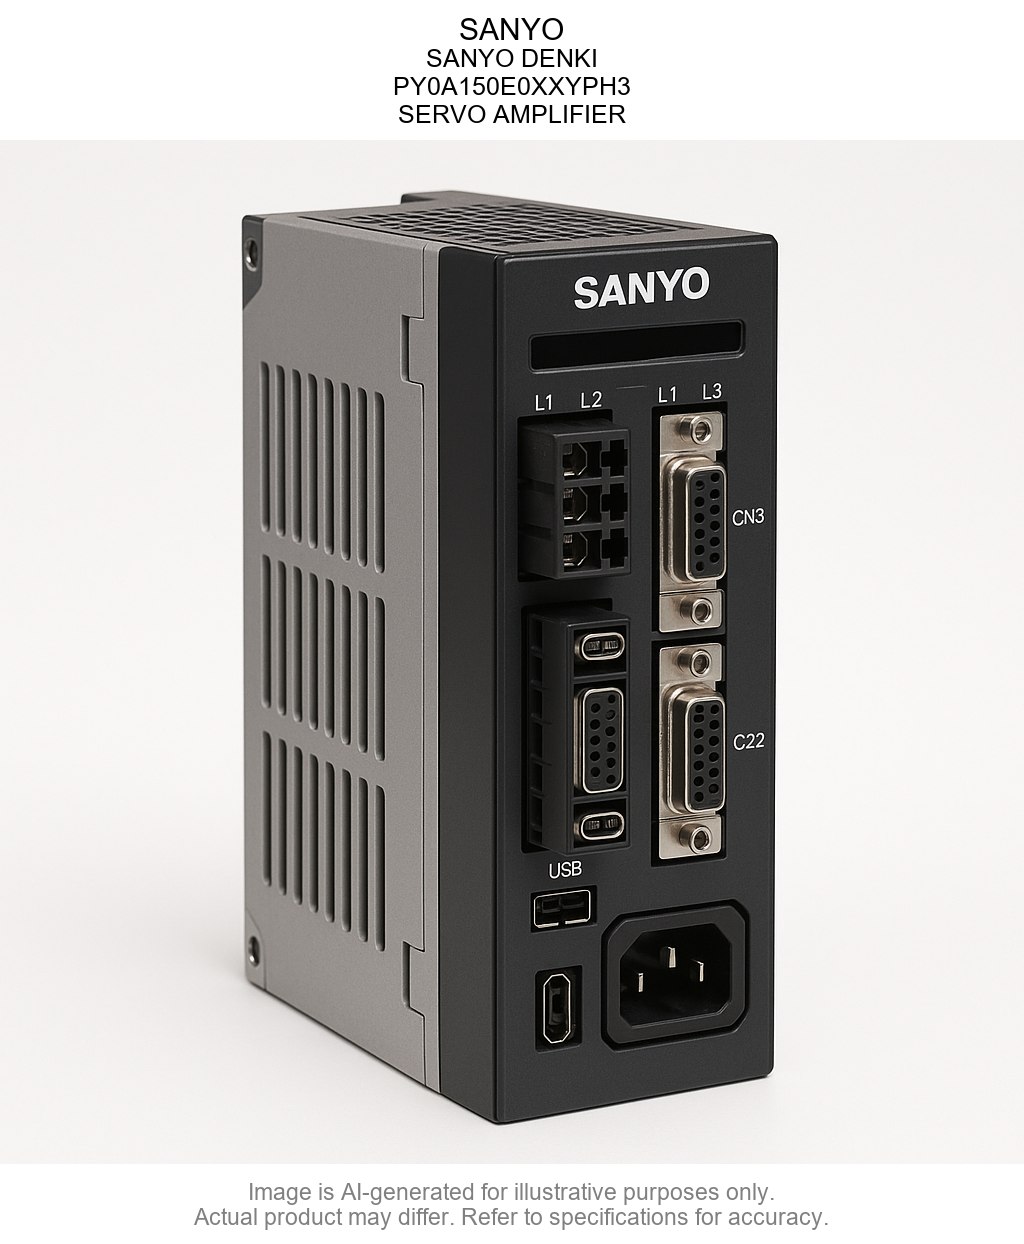 SANYO
SANYO DENKI
PY0A150E0XXYPH3
SERVO AMPLIFIER
SANYO
L1 L2
L1 L3
CN3
C22
USB
Image is AI-generated for illustrative purposes only.
Actual product may differ. Refer to specifications for accuracy.